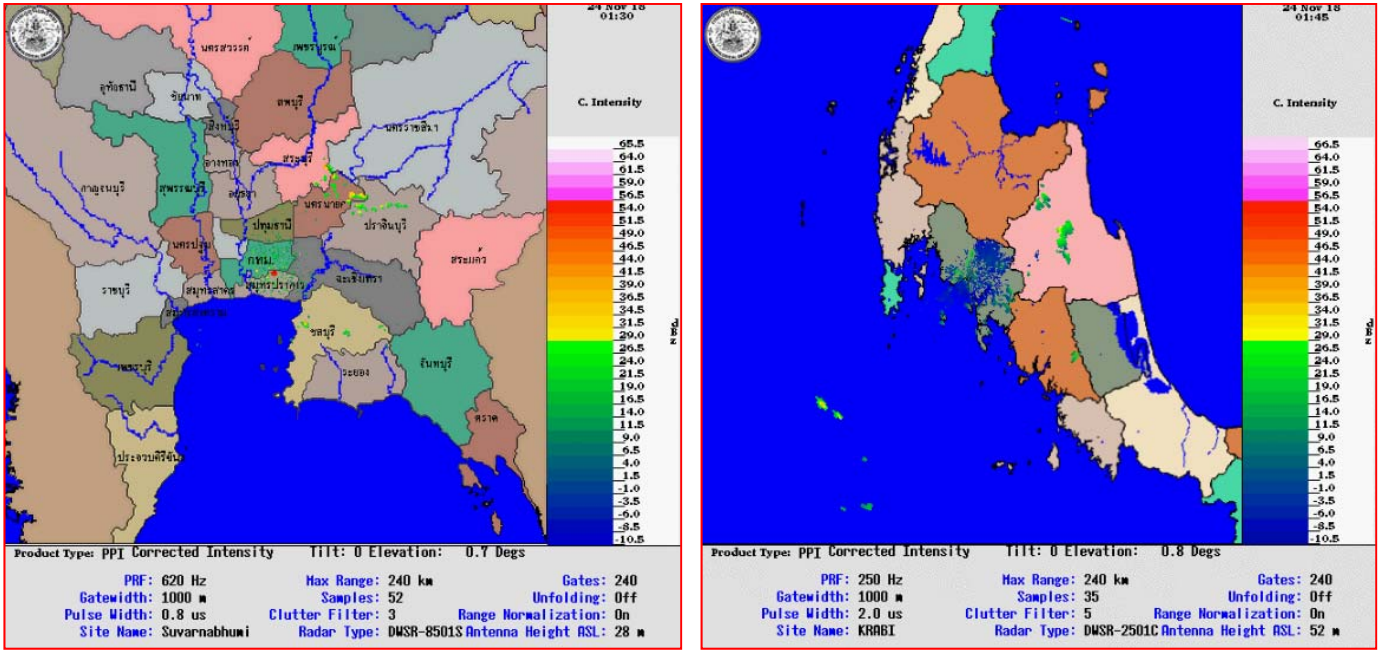 24 Nov 18
01:30
C. Intensity
65.5
64.0
61.5
59.0
56.5
54.0
51.5
49.0
46.5
44.0
41.5
39.0
36.5
34.0
31.5
29.0
26.5
24.0
21.5
19.0
16.5
14.0
11.5
9.0
6.5
4.0
1.5
-1.0
-3.5
-6.0
-8.5
-10.5
นครสวรรค์
เพชรบูรณ์
อุทัยธานี
ชัยนาท
ลพบุรี
สิงห์บุรี
นครราชสีมา
อ่างทอง
สระบุรี
กาญจนบุรี
สุพรรณบุรี
อยุธยา
นครนายก
ปราจีนบุรี
ปทุมธานี
นครปฐม
กทม.
สระแก้ว
ฉะเชิงเทรา
ราชบุรี
สมุทรสาคร
สมุทรปราการ
ชลบุรี
เพชรบุรี
ระยอง
จันทบุรี
ตราด
ประจวบคีรีขันธ์
Product Type: PPI Corrected Intensity Tilt: 0 Elevation: 0.7 Degs
PRF: 620 Hz Max Range: 240 km Gates: 240
Gatewidth: 1000 m Samples: 52 Unfolding: Off
Pulse Width: 0.8 us Clutter Filter: 3 Range Normalization: On
Site Name: Suvarnabhumi Radar Type: DWSR-8501S Antenna Height ASL: 28 m
24 Nov 18
01:45
C. Intensity
66.5
64.0
61.5
59.0
56.5
54.0
51.5
49.0
46.5
44.0
41.5
39.0
36.5
34.0
31.5
29.0
26.5
24.0
21.5
19.0
16.5
14.0
11.5
9.0
6.5
4.0
1.5
-1.0
-3.5
-6.0
-8.5
-10.5
Product Type: PPI Corrected Intensity Tilt: 0 Elevation: 0.8 Degs
PRF: 250 Hz Max Range: 240 km Gates: 240
Gatewidth: 1000 m Samples: 35 Unfolding: Off
Pulse Width: 2.0 us Clutter Filter: 5 Range Normalization: On
Site Name: KRABI Radar Type: DWSR-2501C Antenna Height ASL: 52 m